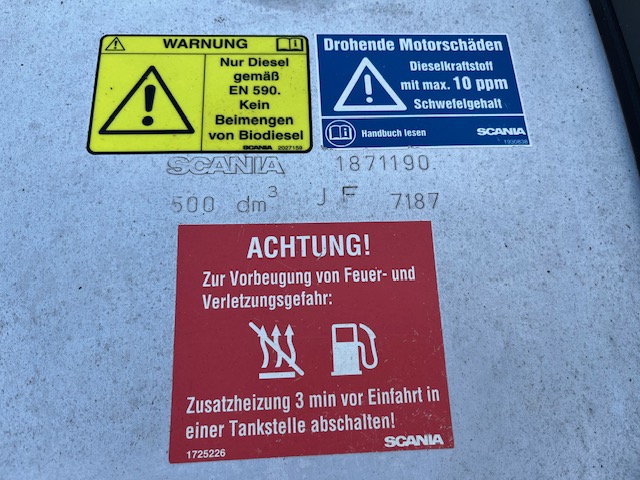 WARNUNG
Nur Diesel
gemäß
EN 590.
Kein
Beimengen
von Biodiesel
SCANIA 2027159
Drohende Motorschäden
Dieselkraftstoff
mit max. 10 ppm
Schwefelgehalt
Handbuch lesen
SCANIA
1930838
SCANIA 1871190.
500 dm³ J F 7187
ACHTUNG!
Zur Vorbeugung von Feuer- und
Verletzungsgefahr:
Zusatzheizung 3 min vor Einfahrt in
einer Tankstelle abschalten!
SCANIA
1725226